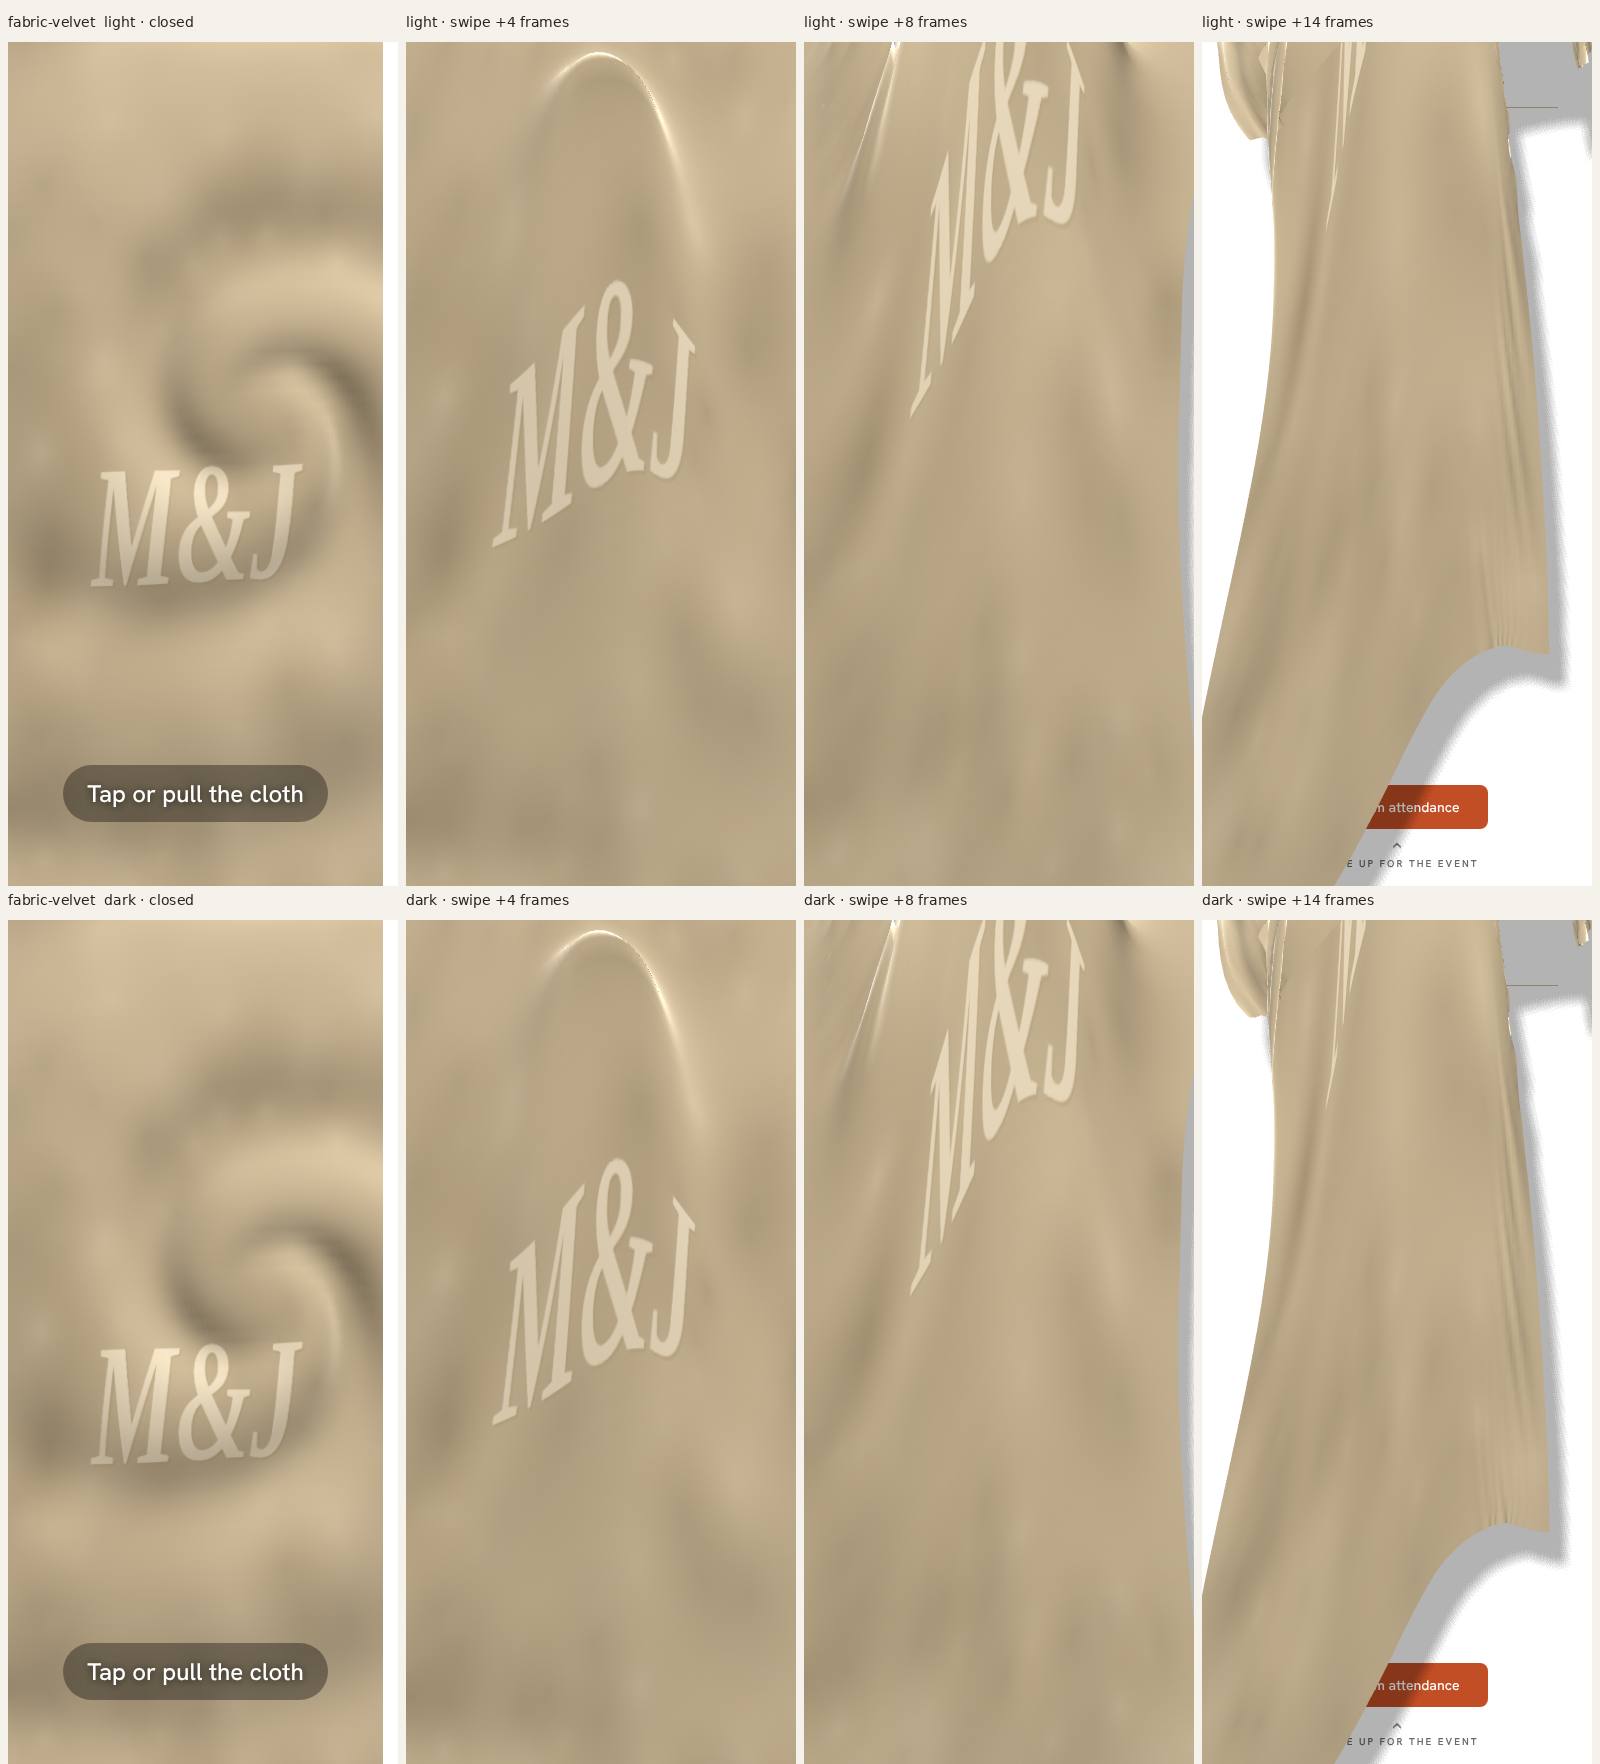 fabric-velvet light · closed
light · swipe +4 frames
light · swipe +8 frames
light · swipe +14 frames
M&J
M&J
M&J
Tap or pull the cloth
attendance
UP FOR THE EVENT
fabric-velvet dark · closed
dark · swipe +4 frames
dark · swipe +8 frames
dark · swipe +14 frames
M&J
M&J
M&J
Tap or pull the cloth
attendance
UP FOR THE EVENT